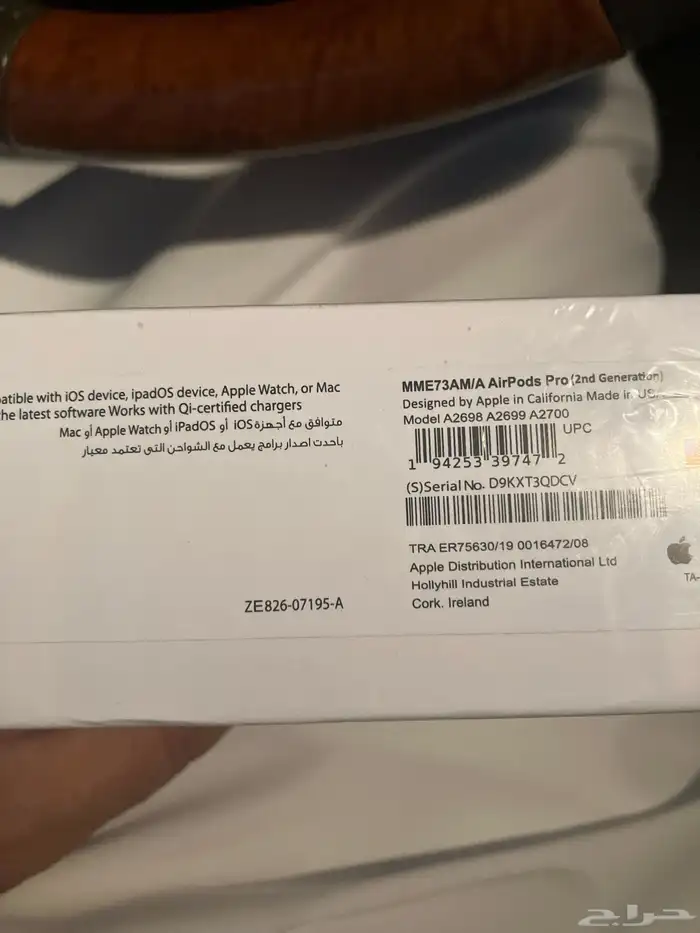 patible with iOS device, ipadOS device, Apple Watch, or Mac
the latest software Works with Qi-certified chargers
متوافق مع أجهزة iOS أو iPadOS أو Apple Watch أو Mac
باحدت اصدار برامج يعمل مع الشواحن التي تعتمد معيار
ZE826-07195-A
MME73AM/A AirPods Pro (2nd Generation)
Designed by Apple in California Made in US
Model A2698 A2699 A2700
UPC
1 94253 39747 2
(S)Serial No. D9KXT3QDCV
TRA ER75630/19 0016472/08
Apple Distribution International Ltd
Hollyhill Industrial Estate
Cork. Ireland
TA-
حراج